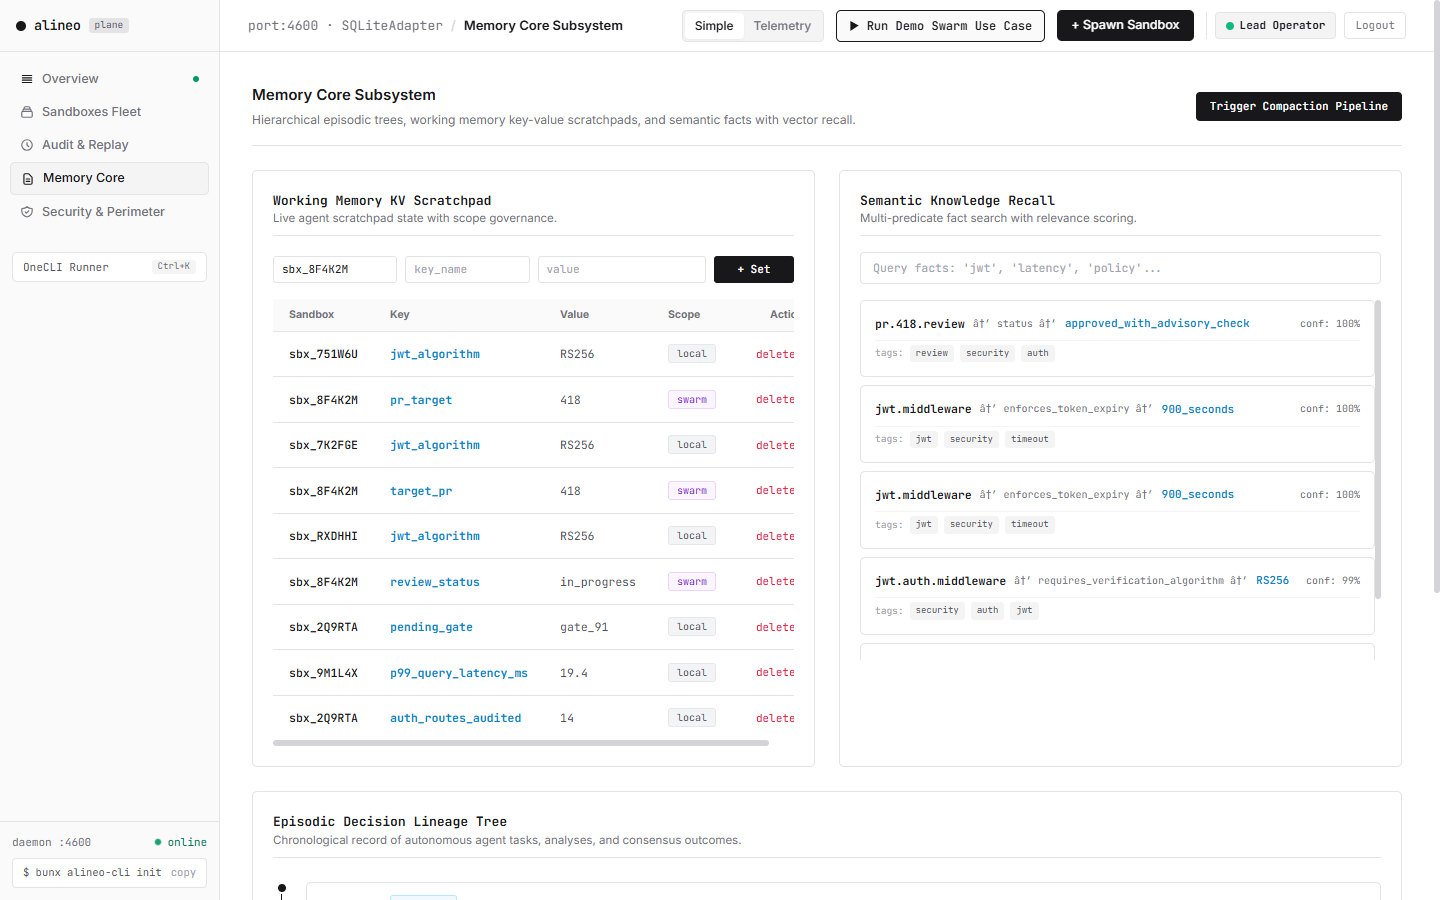 alineo plane
port:4600 · SQLiteAdapter / Memory Core Subsystem
Simple Telemetry
▶ Run Demo Swarm Use Case
+ Spawn Sandbox
Lead Operator
Logout
Overview
Sandboxes Fleet
Audit & Replay
Memory Core
Security & Perimeter
OneCLI Runner Ctrl+K
daemon :4600 online
$ bunx alineo-cli init copy
Memory Core Subsystem
Hierarchical episodic trees, working memory key-value scratchpads, and semantic facts with vector recall.
Trigger Compaction Pipeline
Working Memory KV Scratchpad
Live agent scratchpad state with scope governance.
sbx_8F4K2M key_name value + Set
Sandbox Key Value Scope Actic
sbx_751W6U jwt_algorithm RS256 local delete
sbx_8F4K2M pr_target 418 swarm delete
sbx_7K2FGE jwt_algorithm RS256 local delete
sbx_8F4K2M target_pr 418 swarm delete
sbx_RXDHHI jwt_algorithm RS256 local delete
sbx_8F4K2M review_status in_progress swarm delete
sbx_2Q9RTA pending_gate gate_91 local delete
sbx_9M1L4X p99_query_latency_ms 19.4 local delete
sbx_2Q9RTA auth_routes_audited 14 local delete
Semantic Knowledge Recall
Multi-predicate fact search with relevance scoring.
Query facts: 'jwt', 'latency', 'policy'...
pr.418.review â†' status â†' approved_with_advisory_check conf: 100%
tags: review security auth
jwt.middleware â†' enforces_token_expiry â†' 900_seconds conf: 100%
tags: jwt security timeout
jwt.middleware â†' enforces_token_expiry â†' 900_seconds conf: 100%
tags: jwt security timeout
jwt.auth.middleware â†' requires_verification_algorithm â†' RS256 conf: 99%
tags: security auth jwt
Episodic Decision Lineage Tree
Chronological record of autonomous agent tasks, analyses, and consensus outcomes.